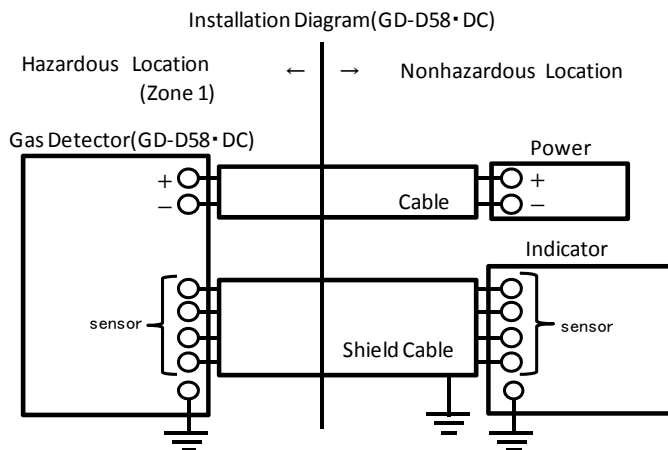 Installation Diagram(GD-D58・DC)
Hazardous Location
(Zone 1)
← →
Nonhazardous Location
Gas Detector(GD-D58・DC)
Power
+
−
Cable
+
−
Indicator
sensor
Shield Cable
sensor